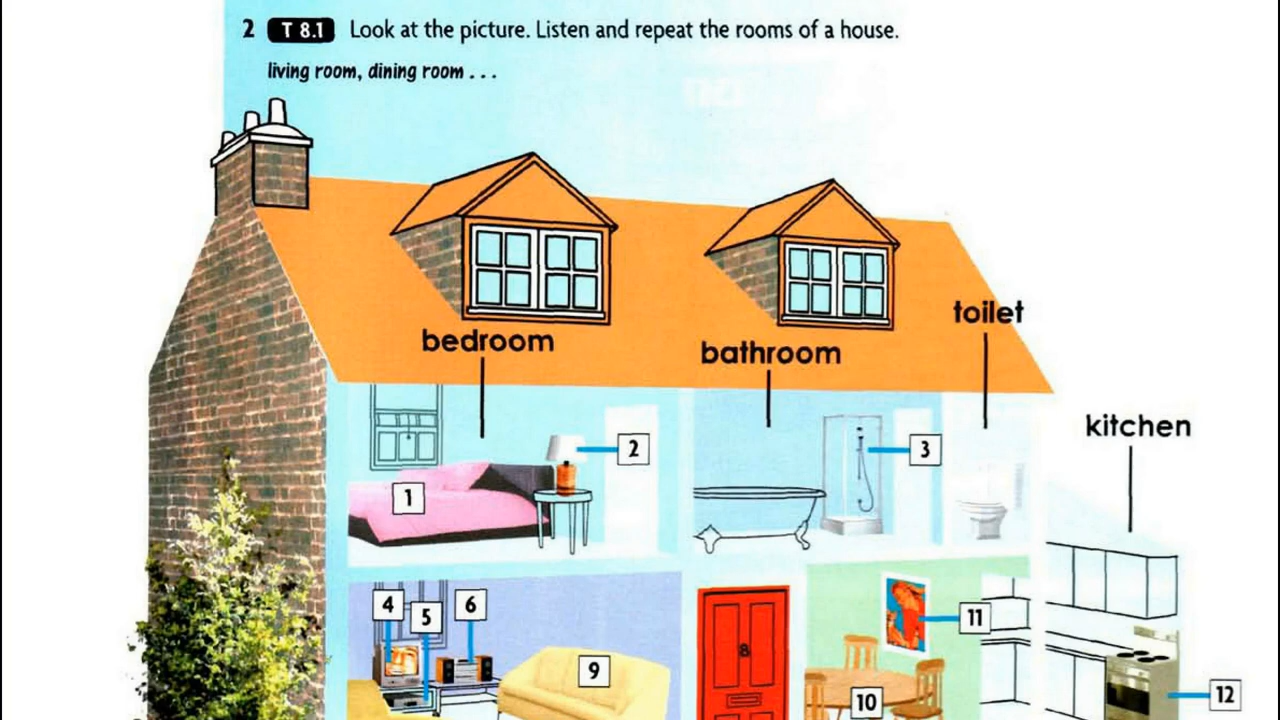 2 T 8.1 Look at the picture. Listen and repeat the rooms of a house.
living room, dining room ...
toilet
bedroom
bathroom
kitchen
2
3
1
4
5
6
11
8
9
12
10